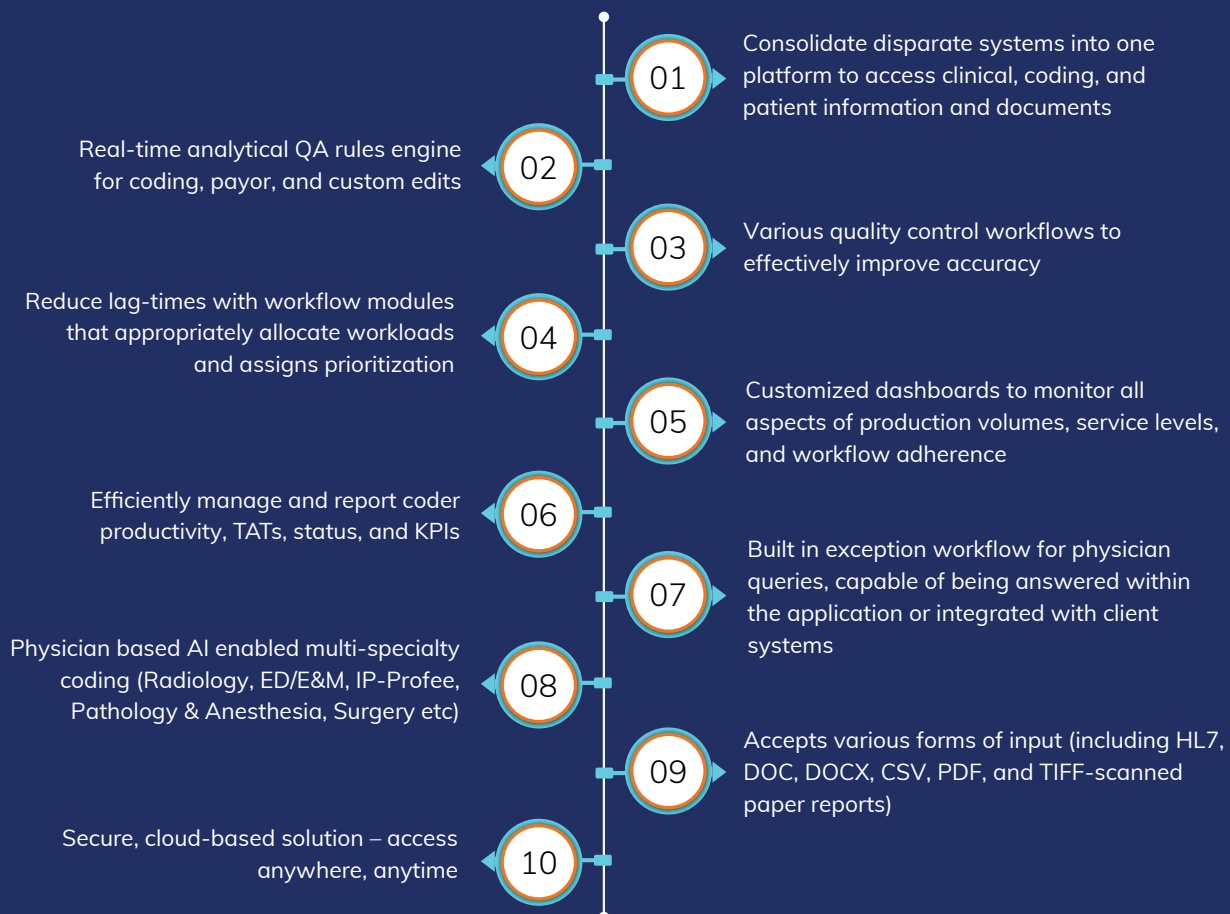 01
Consolidate disparate systems into one
platform to access clinical, coding, and
patient information and documents
02
Real-time analytical QA rules engine
for coding, payor, and custom edits
03
Various quality control workflows to
effectively improve accuracy
04
Reduce lag-times with workflow modules
that appropriately allocate workloads
and assigns prioritization
05
Customized dashboards to monitor all
aspects of production volumes, service levels,
and workflow adherence
06
Efficiently manage and report coder
productivity, TATs, status, and KPIs
07
Built in exception workflow for physician
queries, capable of being answered within
the application or integrated with client
systems
08
Physician based AI enabled multi-specialty
coding (Radiology, ED/E&M, IP-Profee,
Pathology & Anesthesia, Surgery etc)
09
Accepts various forms of input (including HL7,
DOC, DOCX, CSV, PDF, and TIFF-scanned
paper reports)
10
Secure, cloud-based solution – access
anywhere, anytime